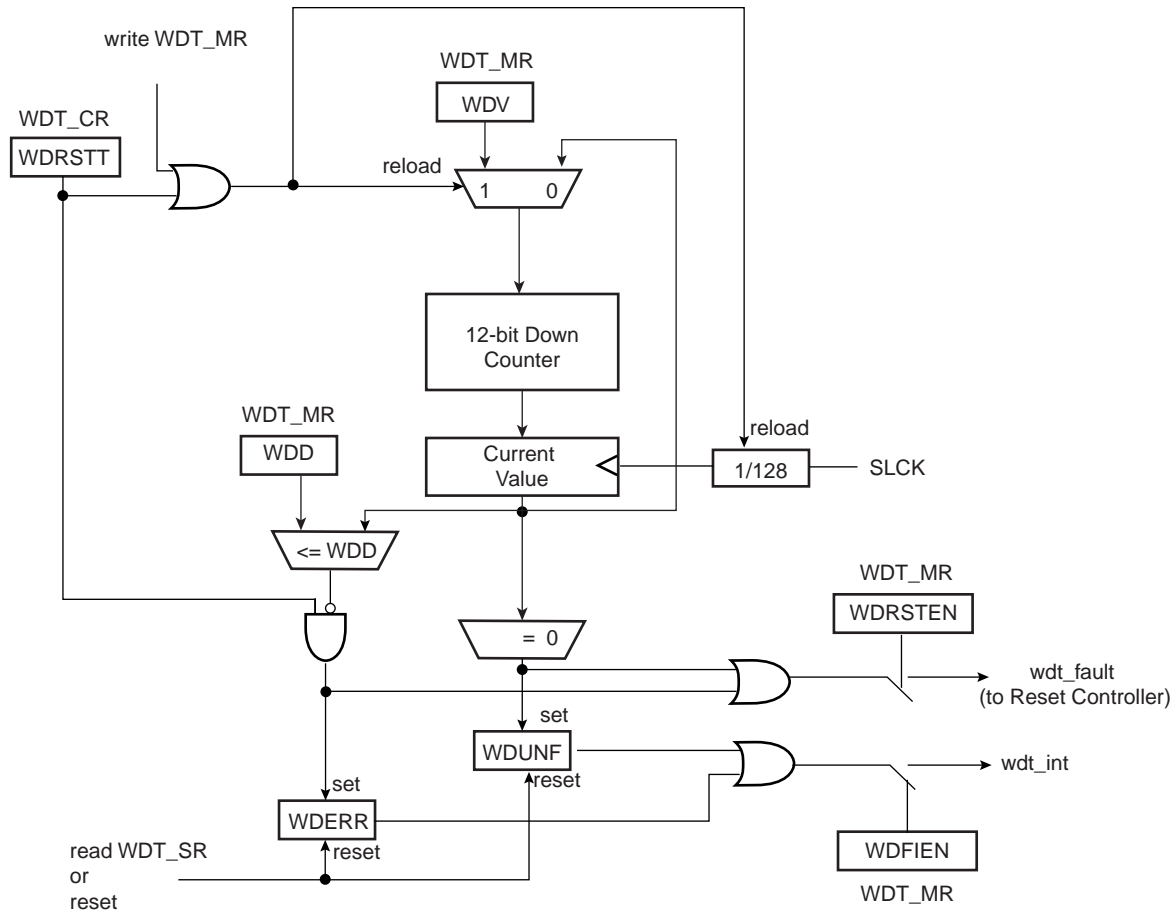 write WDT_MR
WDT_MR
WDV
WDT_CR
WDRSTT
reload
1 0
12-bit Down
Counter
WDT_MR
WDD
reload
Current
Value
1/128
SLCK
<= WDD
WDT_MR
WDRSTEN
= 0
wdt_fault
(to Reset Controller)
set
WDUNF
reset
wdt_int
set
WDERR
reset
read WDT_SR
or
reset
WDFIEN
WDT_MR